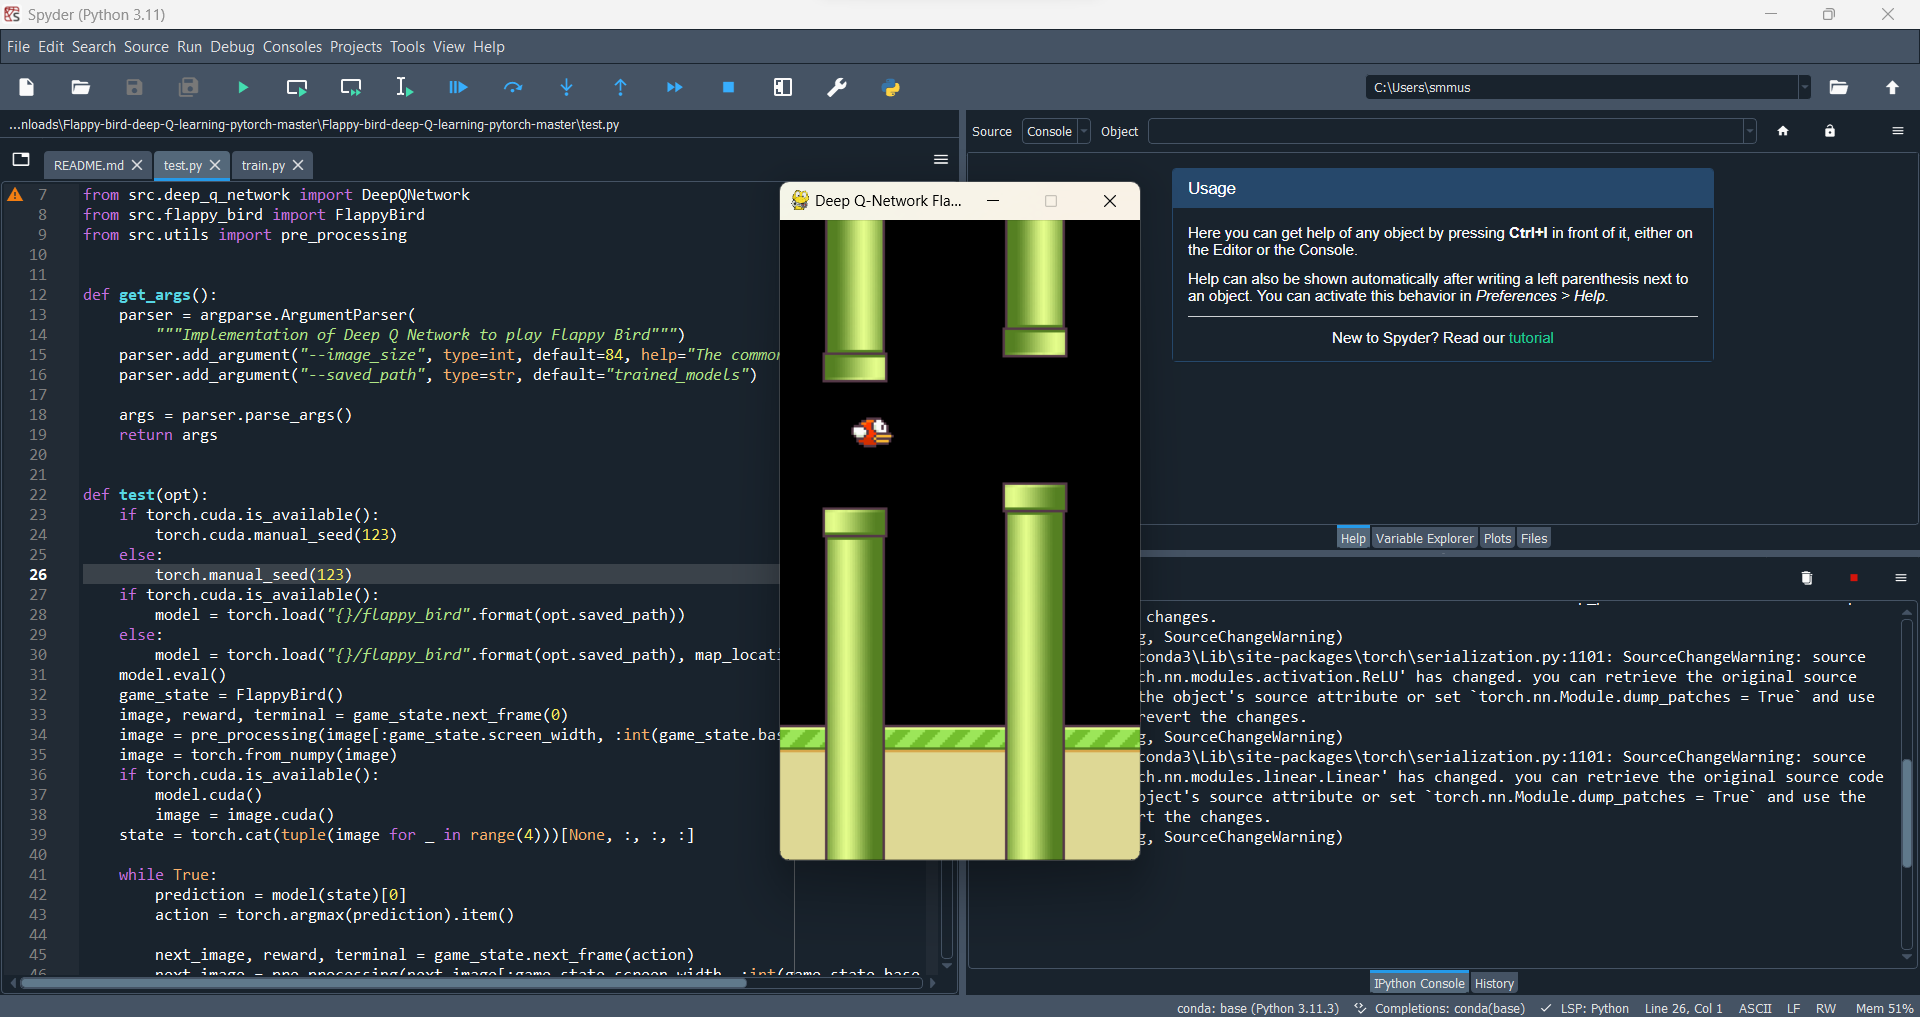 Spyder (Python 3.11)
File Edit Search Source Run Debug Consoles Projects Tools View Help
C:\Users\smmus
...nloads\Flappy-bird-deep-Q-learning-pytorch-master\Flappy-bird-deep-Q-learning-pytorch-master\test.py
README.md test.py train.py
7 from src.deep_q_network import DeepQNetwork
8 from src.flappy_bird import FlappyBird
9 from src.utils import pre_processing
10
11
12 def get_args():
13 parser = argparse.ArgumentParser(
14 """Implementation of Deep Q Network to play Flappy Bird""")
15 parser.add_argument("--image_size", type=int, default=84, help="The common
16 parser.add_argument("--saved_path", type=str, default="trained_models")
17
18 args = parser.parse_args()
19 return args
20
21
22 def test(opt):
23 if torch.cuda.is_available():
24 torch.cuda.manual_seed(123)
25 else:
26 torch.manual_seed(123)
27 if torch.cuda.is_available():
28 model = torch.load("{}/flappy_bird".format(opt.saved_path))
29 else:
30 model = torch.load("{}/flappy_bird".format(opt.saved_path), map_locati
31 model.eval()
32 game_state = FlappyBird()
33 image, reward, terminal = game_state.next_frame(0)
34 image = pre_processing(image[:game_state.screen_width, :int(game_state.bas
35 image = torch.from_numpy(image)
36 if torch.cuda.is_available():
37 model.cuda()
38 image = image.cuda()
39 state = torch.cat(tuple(image for _ in range(4)))[None, :, :, :]
40
41 while True:
42 prediction = model(state)[0]
43 action = torch.argmax(prediction).item()
44
45 next_image, reward, terminal = game_state.next_frame(action)
46 next_image = pre_processing(next_image[:game_state.screen_width, :int(game_state.base
Deep Q-Network Fla...
Source Console Object
Usage
Here you can get help of any object by pressing Ctrl+I in front of it, either on
the Editor or the Console.
Help can also be shown automatically after writing a left parenthesis next to
an object. You can activate this behavior in Preferences > Help.
New to Spyder? Read our tutorial
Help Variable Explorer Plots Files
changes.
, SourceChangeWarning)
conda3\Lib\site-packages\torch\serialization.py:1101: SourceChangeWarning: source
ch.nn.modules.activation.ReLU' has changed. you can retrieve the original source
the object's source attribute or set `torch.nn.Module.dump_patches = True` and use
revert the changes.
, SourceChangeWarning)
conda3\Lib\site-packages\torch\serialization.py:1101: SourceChangeWarning: source
ch.nn.modules.linear.Linear' has changed. you can retrieve the original source code
bject's source attribute or set `torch.nn.Module.dump_patches = True` and use the
rt the changes.
, SourceChangeWarning)
IPython Console History
conda: base (Python 3.11.3) Completions: conda(base) LSP: Python Line 26, Col 1 ASCII LF RW Mem 51%